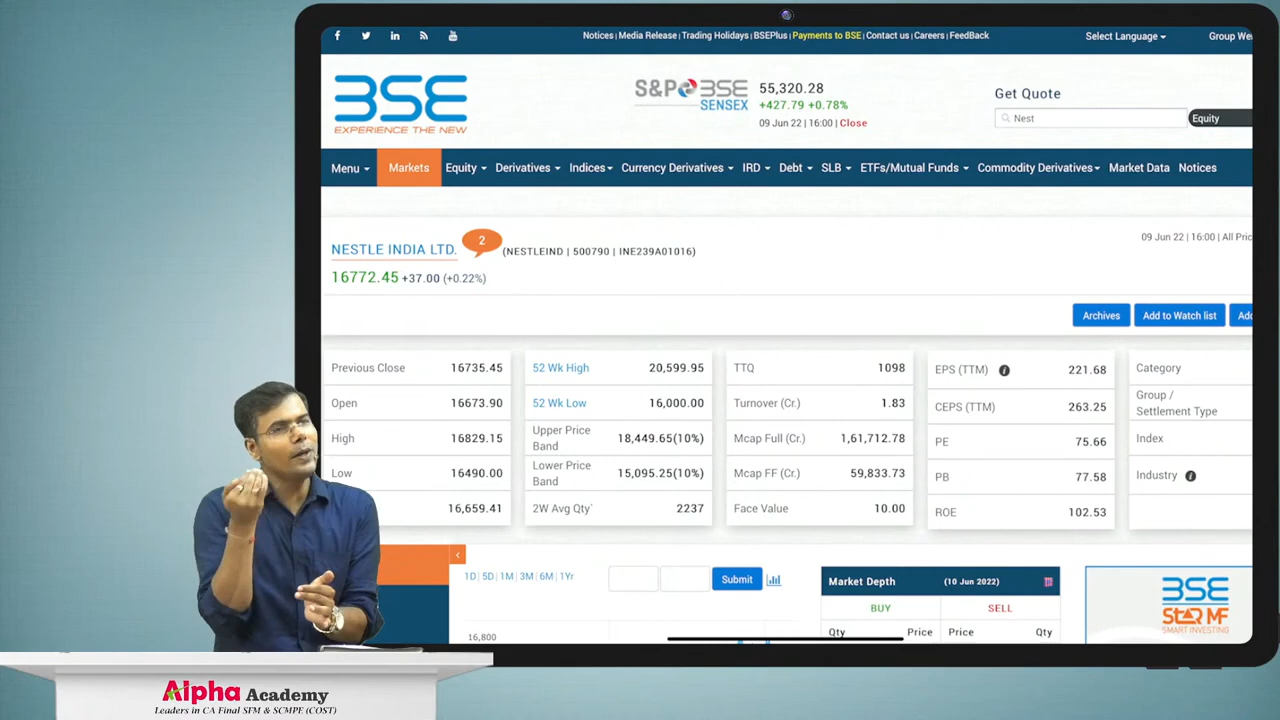 Notices | Media Release | Trading Holidays | BSEPlus | Payments to BSE | Contact us | Careers | FeedBack
Select Language
Group We
BSE
EXPERIENCE THE NEW
S&P BSE
SENSEX
55,320.28
+427.79 +0.78%
09 Jun 22 | 16:00 | Close
Get Quote
Nest
Equity
Menu Markets Equity Derivatives Indices Currency Derivatives IRD Debt SLB ETFs/Mutual Funds Commodity Derivatives Market Data Notices
NESTLE INDIA LTD.
2
(NESTLEIND | 500790 | INE239A01016)
09 Jun 22 | 16:00 | All Pric
16772.45 +37.00 (+0.22%)
Archives
Add to Watch list
Add
Previous Close 16735.45
Open 16673.90
High 16829.15
Low 16490.00
16,659.41
52 Wk High 20,599.95
52 Wk Low 16,000.00
Upper Price
Band
18,449.65(10%)
Lower Price
Band
15,095.25(10%)
2W Avg Qty* 2237
TTQ 1098
Turnover (Cr.) 1.83
Mcap Full (Cr.) 1,61,712.78
Mcap FF (Cr.) 59,833.73
Face Value 10.00
EPS (TTM) 221.68
CEPS (TTM) 263.25
PE 75.66
PB 77.58
ROE 102.53
Category
Group /
Settlement Type
Index
Industry
1D | 5D | 1M | 3M | 6M | 1Yr
Submit
16,800
Market Depth (10 Jun 2022)
BUY SELL
Qty Price Price Qty
BSE
StAR MF
SMART INVESTING
Alpha Academy
Leaders in CA Final SFM & SCMPE (COST)